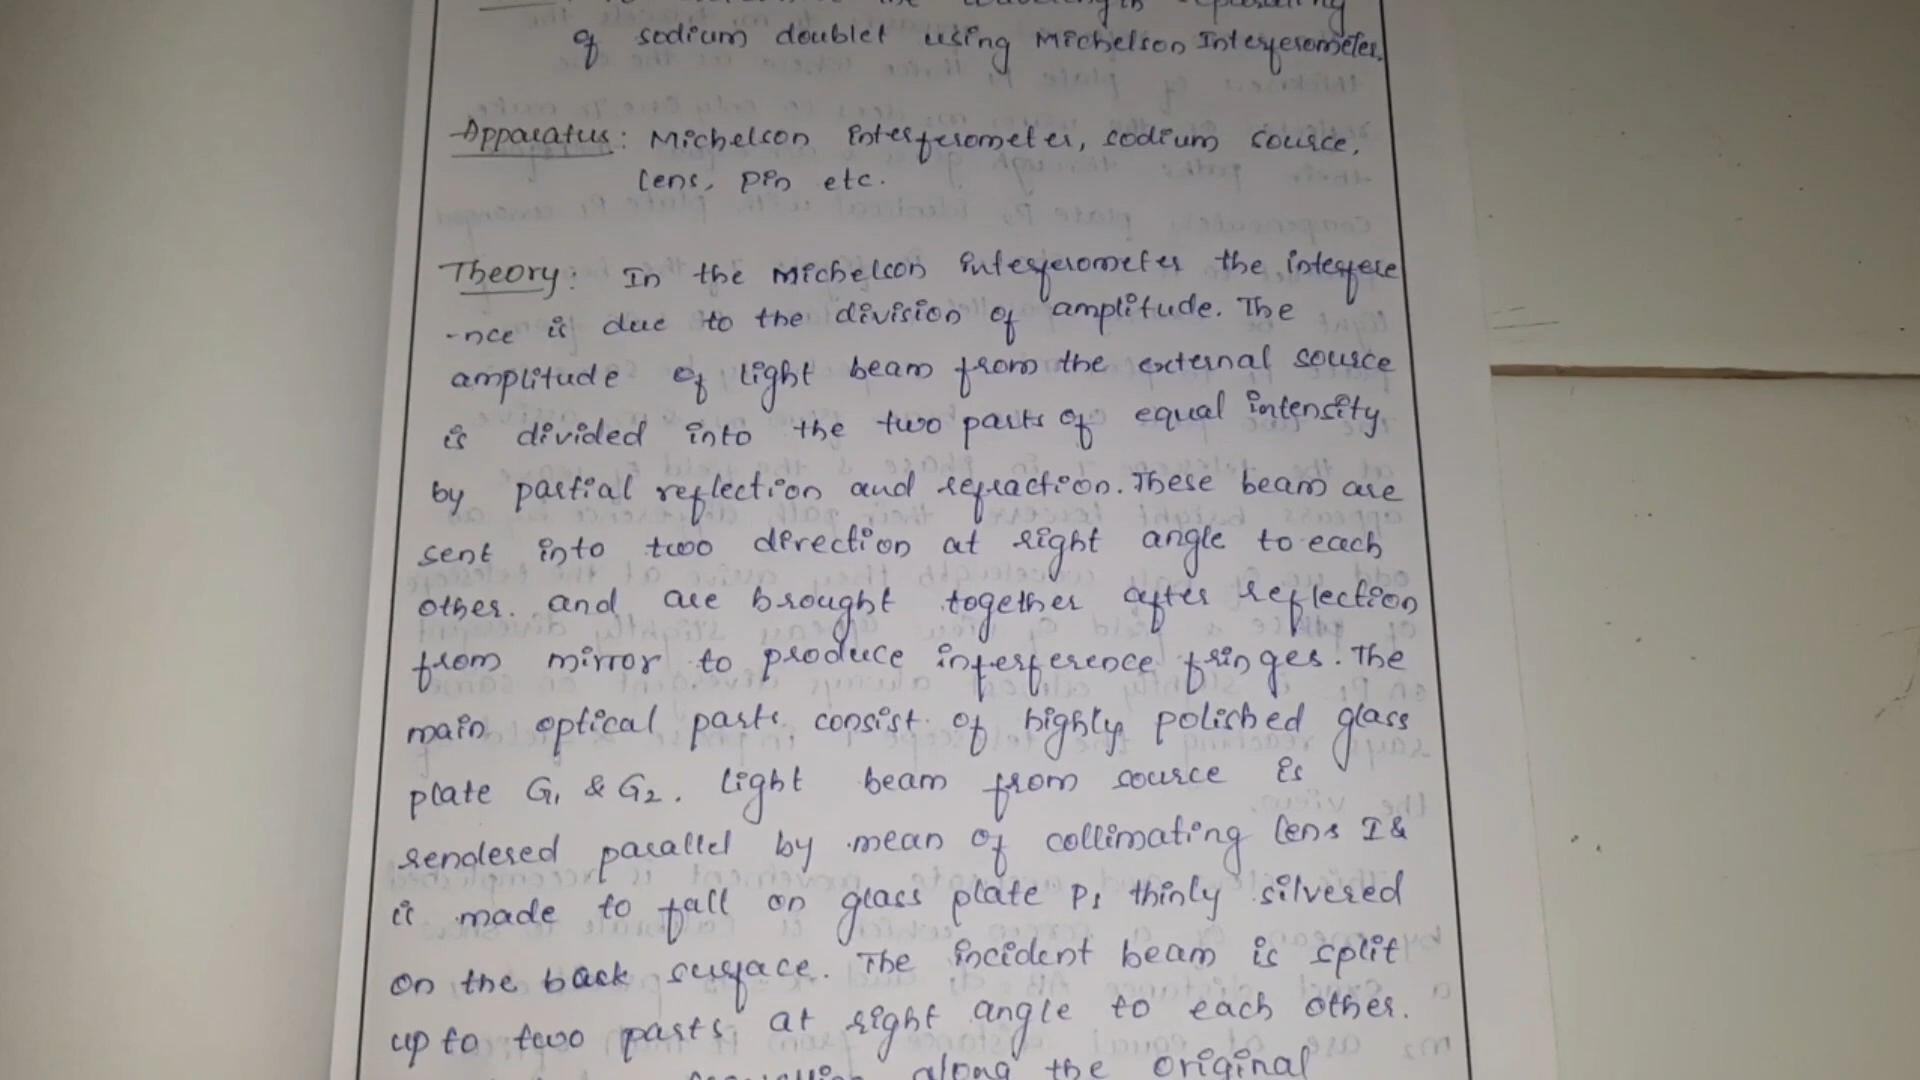 of sodium doublet using Michelson Interferometer.
Apparatus: Michelson interferometer, sodium source,
lens, pin etc.
Theory: In the Michelson interferometer the interfere
-nce is due to the division of amplitude. The
amplitude of light beam from the external source
is divided into the two parts of equal intensity
by partial reflection and refraction. These beam are
sent into two direction at right angle to each
other. and are brought together after reflection
from mirror to produce interference fringes. The
main optical parts consist of highly polished glass
plate G1 & G2. light beam from source is
rendered parallel by mean of collimating lens I &
is made to fall on glass plate P1 thinly silvered
on the back surface. The incident beam is split
up to two parts at right angle to each other.
along the original